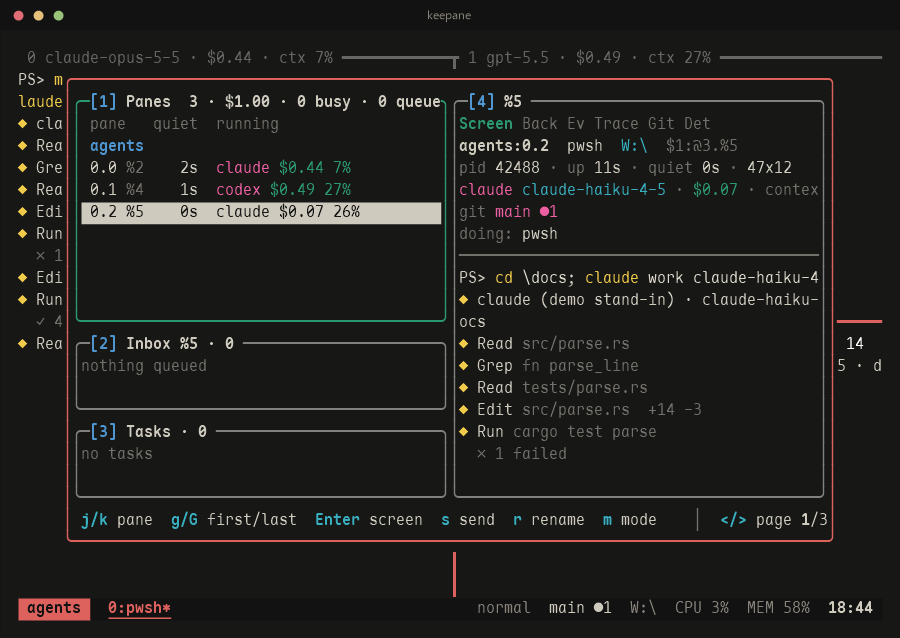 keepane
0 claude-opus-5-5 · $0.44 · ctx 7% 1 gpt-5.5 · $0.49 · ctx 27%
PS> m
laude
◆ cla
◆ Rea
◆ Gre
◆ Rea
◆ Edi
◆ Run
× 1
◆ Edi
◆ Run
✓ 4
◆ Rea
[1] Panes 3 · $1.00 · 0 busy · 0 queue
pane quiet running
agents
0.0 %2 2s claude $0.44 7%
0.1 %4 1s codex $0.49 27%
0.2 %5 0s claude $0.07 26%
[2] Inbox %5 · 0
nothing queued
[3] Tasks · 0
no tasks
[4] %5
Screen Back Ev Trace Git Det
agents:0.2 pwsh W:\ $1:@3.%5
pid 42488 · up 11s · quiet 0s · 47x12
claude claude-haiku-4-5 · $0.07 · contex
git main ●1
doing: pwsh
PS> cd \docs; claude work claude-haiku-4
◆ claude (demo stand-in) · claude-haiku-
ocs
◆ Read src/parse.rs
◆ Grep fn parse_line
◆ Read tests/parse.rs
◆ Edit src/parse.rs +14 -3
◆ Run cargo test parse
× 1 failed
14
5 · d
j/k pane g/G first/last Enter screen s send r rename m mode │ </> page 1/3
agents 0:pwsh* normal main ●1 W:\ CPU 3% MEM 58% 18:44